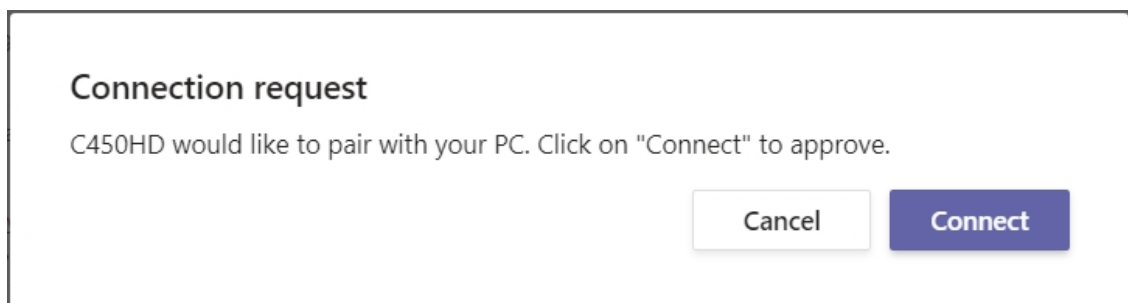 Connection request
C450HD would like to pair with your PC. Click on "Connect" to approve.
Cancel
Connect